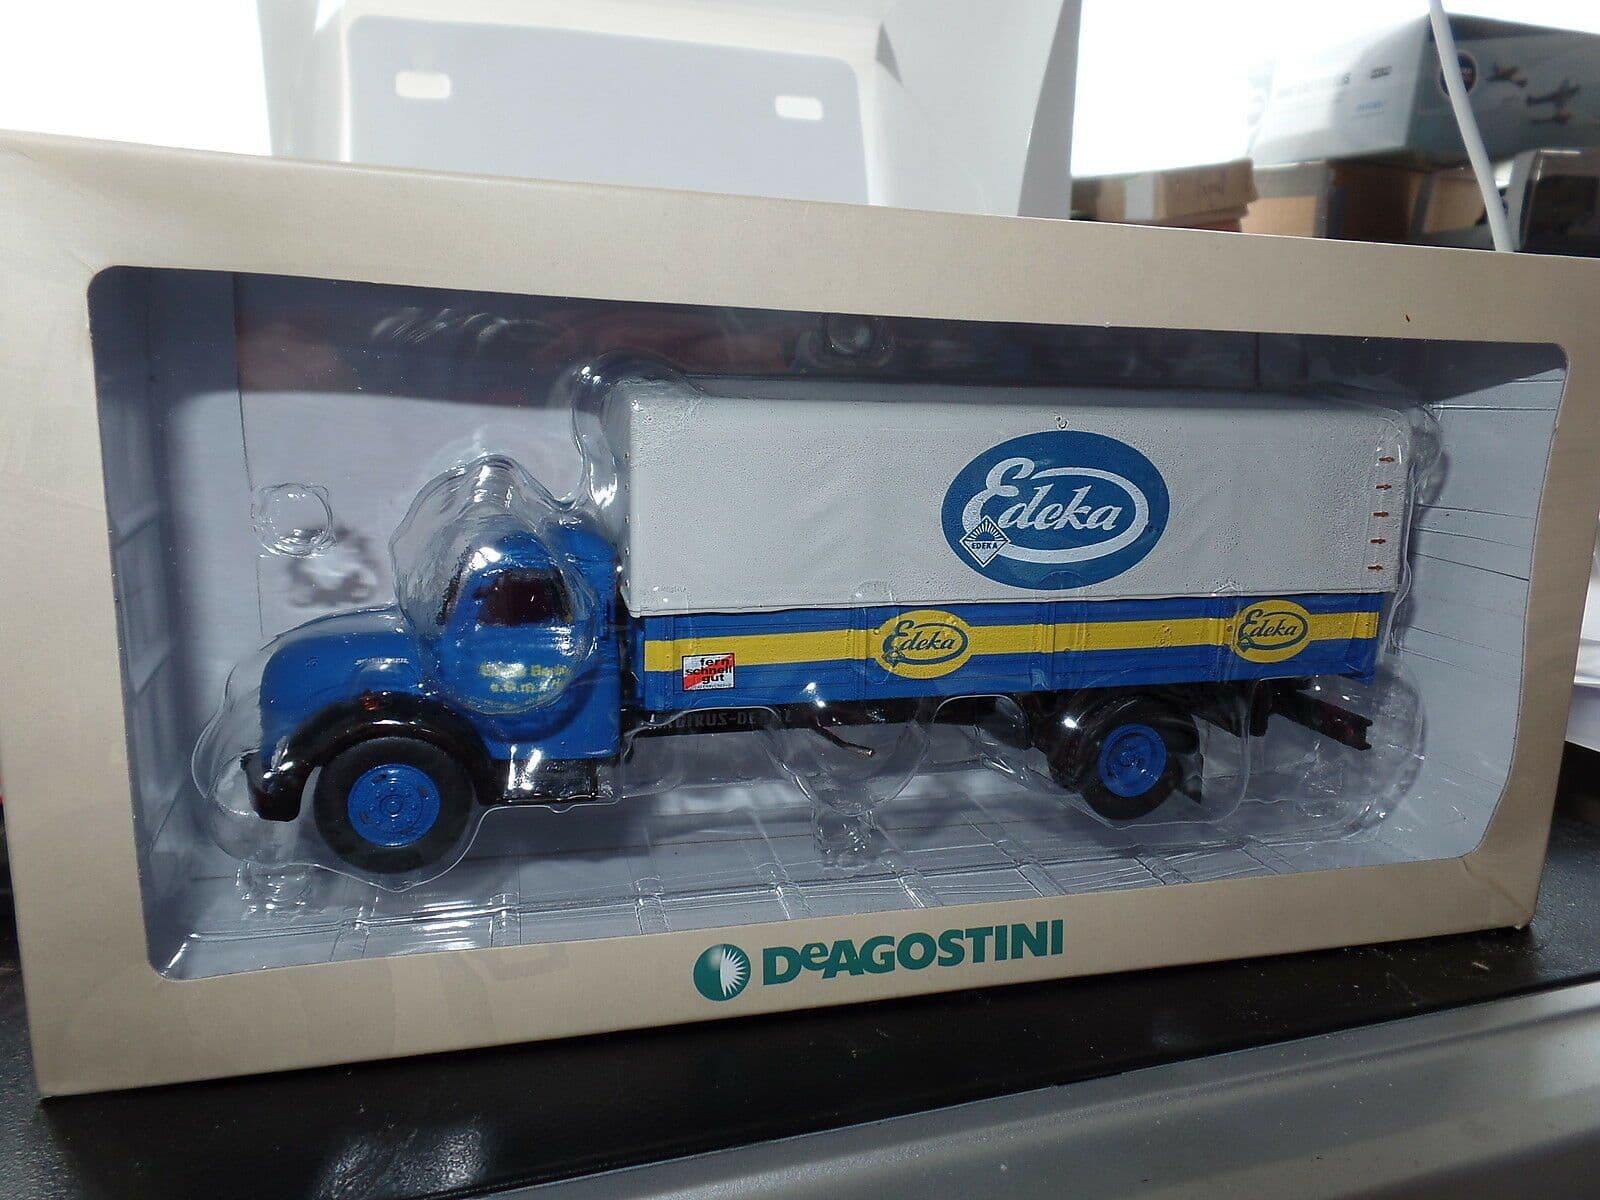 Edeka
EDEKA
Edeka
Edeka
fern
schnell
gut
e.G.m.b.H
DeAGOSTINI